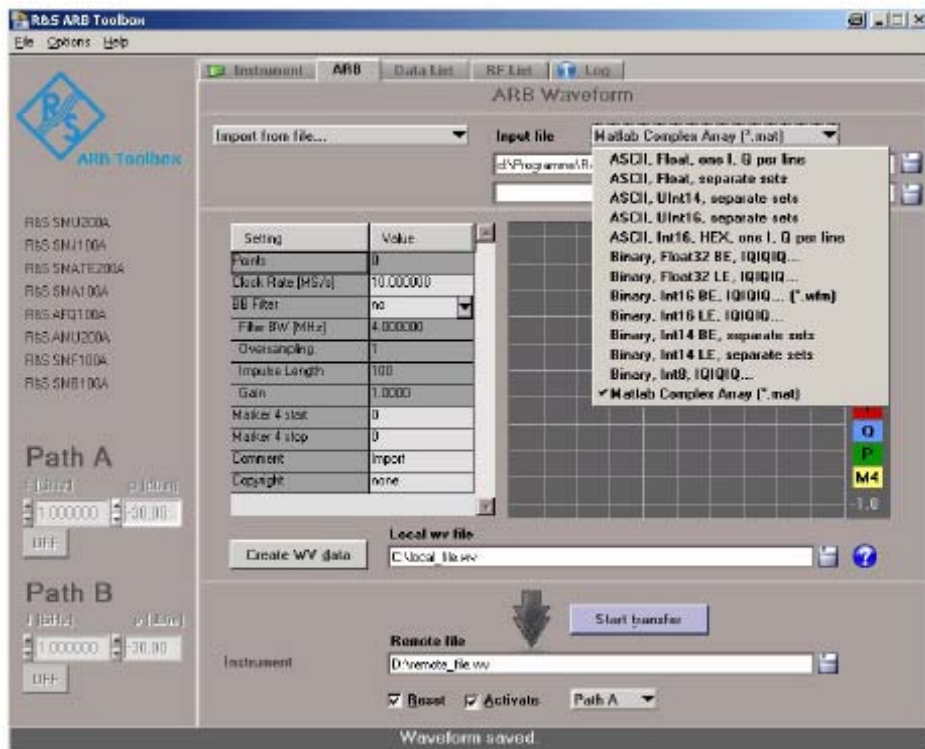 R&S ARB Toolbox
File Options Help
Instrument ARB Data List RF List Log
R&S
ARB Toolbox
ARB Waveform
Import from file...
Input file Matlab Complex Array (*.mat)
ASCII, Float, one I, Q per line
ASCII, Float, separate sets
ASCII, UInt14, separate sets
ASCII, UInt16, separate sets
ASCII, Int16, HEX, one I, Q per line
Binary, Float32 BE, IQIQIQ...
Binary, Float32 LE, IQIQIQ...
Binary, Int16 BE, IQIQIQ... (*.wfm)
Binary, Int16 LE, IQIQIQ...
Binary, Int14 BE, separate sets
Binary, Int14 LE, separate sets
Binary, Int8, IQIQIQ...
✓Matlab Complex Array (*.mat)
R&S SMU200A
R&S SMJ100A
R&S SMATE200A
R&S SMA100A
R&S AFQ100A
R&S AMU200A
R&S SMF100A
R&S SMB100A
Setting Value
Points 0
Clock Rate [MS/s] 10.000000
BB Filter no
Filter BW [MHz] 4.000000
Oversampling 1
Impulse Length 100
Gain 1.0000
Marker 4 start 0
Marker 4 stop 0
Comment Import
Copyright none
Q
P
M4
-1.0
Path A
f [GHz] p [dBm]
1.000000 -30.00
OFF
Path B
f [GHz] p [dBm]
1.000000 -30.00
OFF
Create WV data
Local wv file
C:\local_file.wv
Start transfer
Instrument
Remote file
D:\remote_file.wv
Reset Activate Path A
Waveform saved.